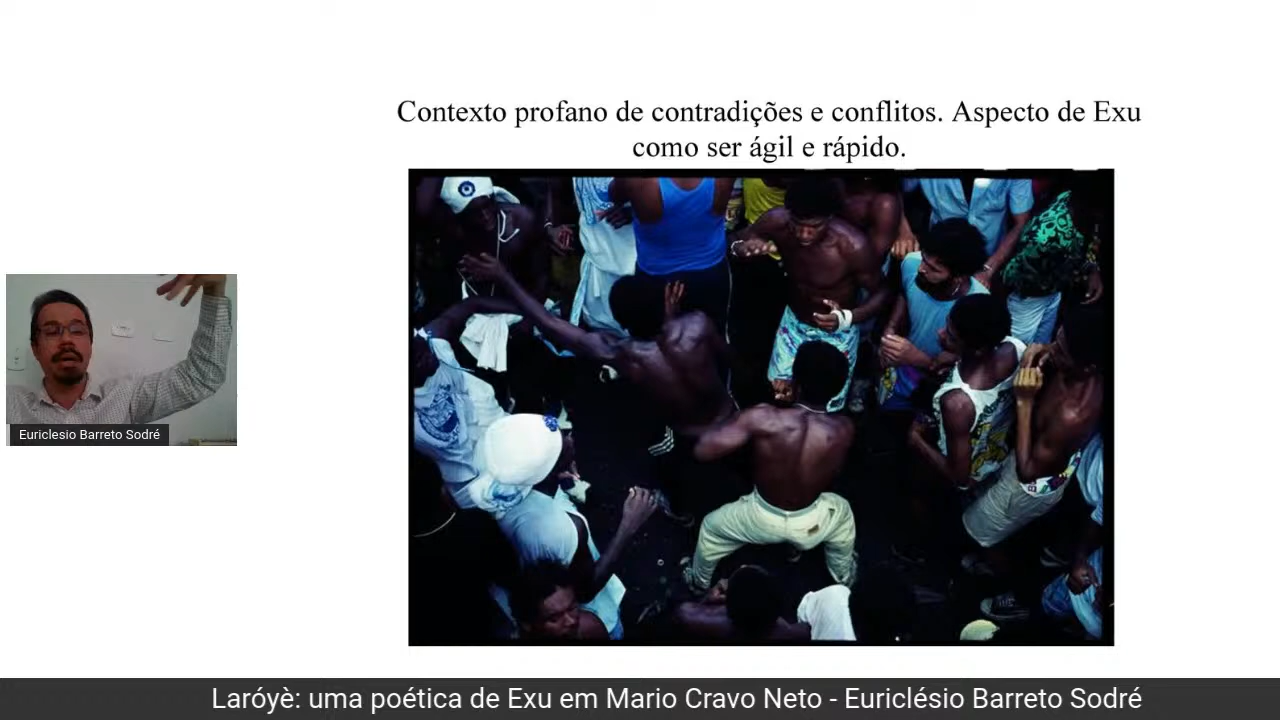 Contexto profano de contradições e conflitos. Aspecto de Exu
como ser ágil e rápido.
Euriclesio Barreto Sodré
Laróyè: uma poética de Exu em Mario Cravo Neto - Euriclésio Barreto Sodré